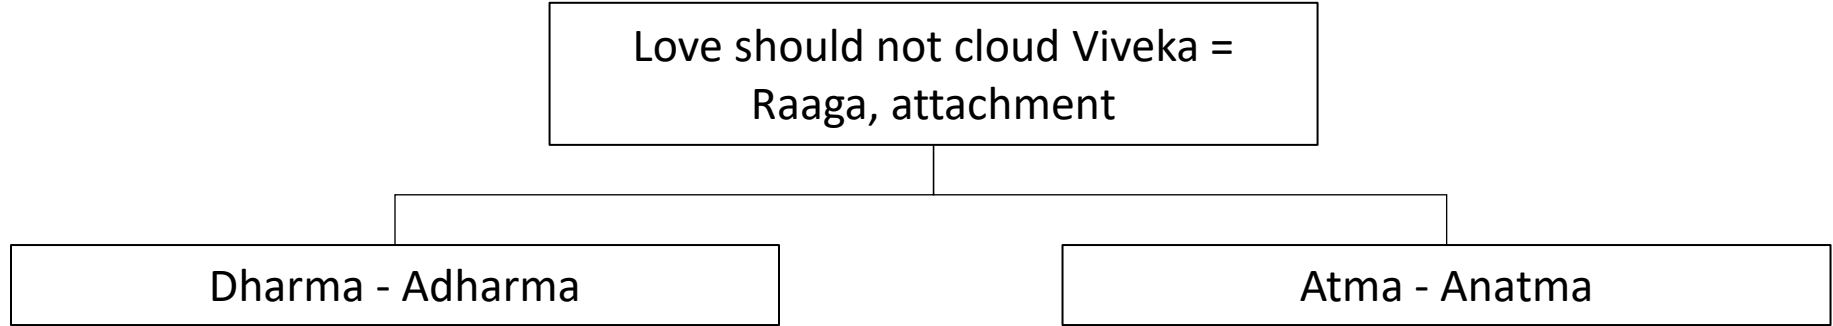 Love should not cloud Viveka =
Raaga, attachment
Dharma - Adharma
Atma - Anatma